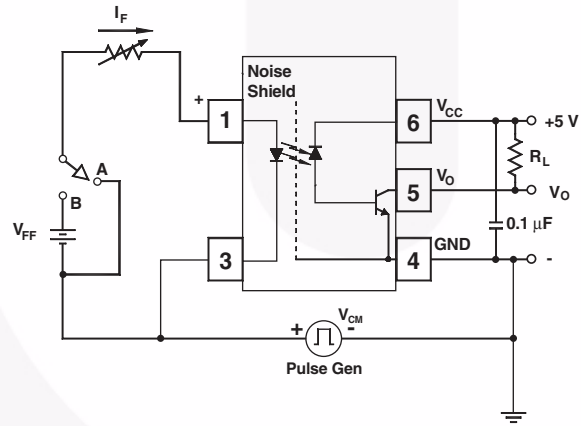 I_F
Noise
Shield
+
1
6
V_CC
+5 V
A
R_L
5
V_O
V_O
B
0.1 μF
V_FF
3
4
GND
-
+
V_CM
-
Pulse Gen